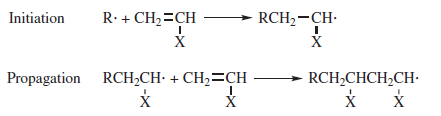 Initiation R· + CH₂=CH → RCH₂–CH·
X X
Propagation RCH₂CH· + CH₂=CH → RCH₂CHCH₂CH·
X X X X